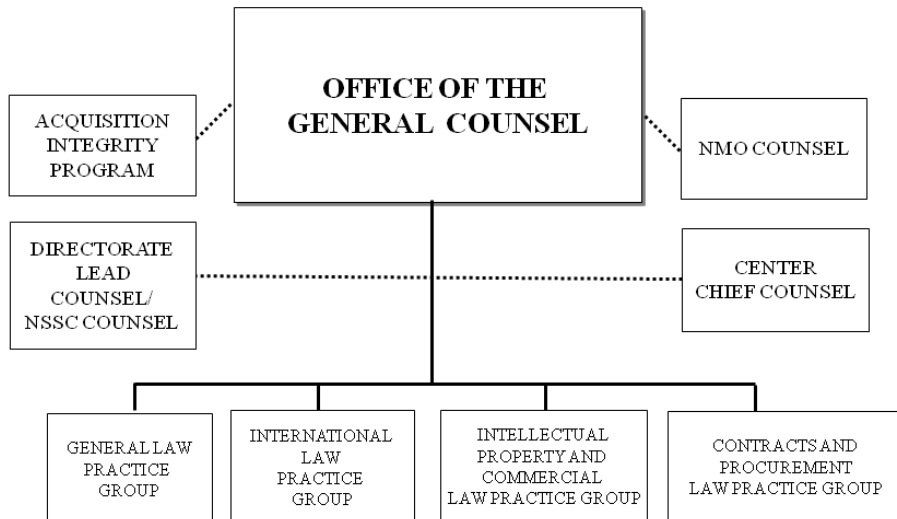 OFFICE OF THE
GENERAL COUNSEL
ACQUISITION
INTEGRITY
PROGRAM
NMO COUNSEL
DIRECTORATE
LEAD
COUNSEL/
NSSC COUNSEL
CENTER
CHIEF COUNSEL
GENERAL LAW
PRACTICE
GROUP
INTERNATIONAL
LAW
PRACTICE
GROUP
INTELLECTUAL
PROPERTY AND
COMMERCIAL
LAW PRACTICE GROUP
CONTRACTS AND
PROCUREMENT
LAW PRACTICE GROUP